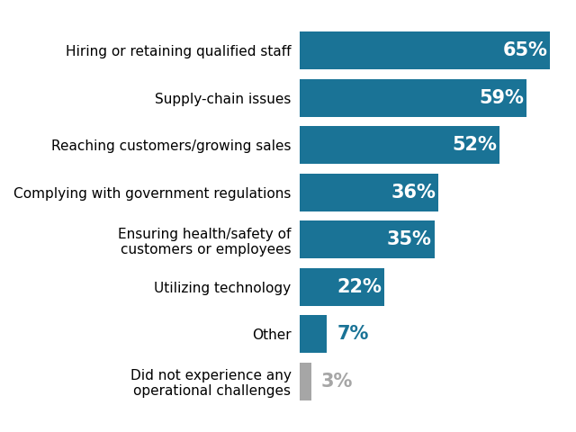 Hiring or retaining qualified staff 65%
Supply-chain issues 59%
Reaching customers/growing sales 52%
Complying with government regulations 36%
Ensuring health/safety of
customers or employees 35%
Utilizing technology 22%
Other 7%
Did not experience any
operational challenges 3%